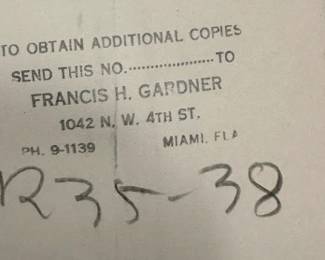 TO OBTAIN ADDITIONAL COPIES
SEND THIS NO.....................TO
FRANCIS H. GARDNER
1042 N. W. 4TH ST.
PH. 9-1139 MIAMI. FLA
R35-38